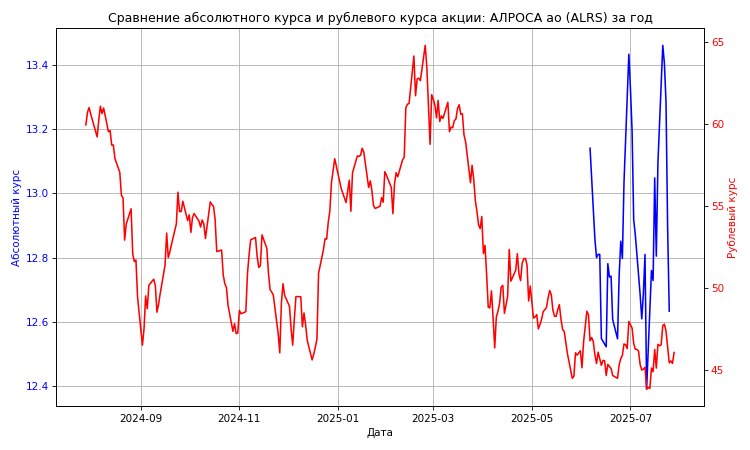 Сравнение абсолютного курса и рублевого курса акции: АЛРОСА ао (ALRS) за год
13.4
13.2
13.0
12.8
12.6
12.4
Абсолютный курс
65
60
55
50
45
Рублевый курс
2024-09 2024-11 2025-01 2025-03 2025-05 2025-07
Дата